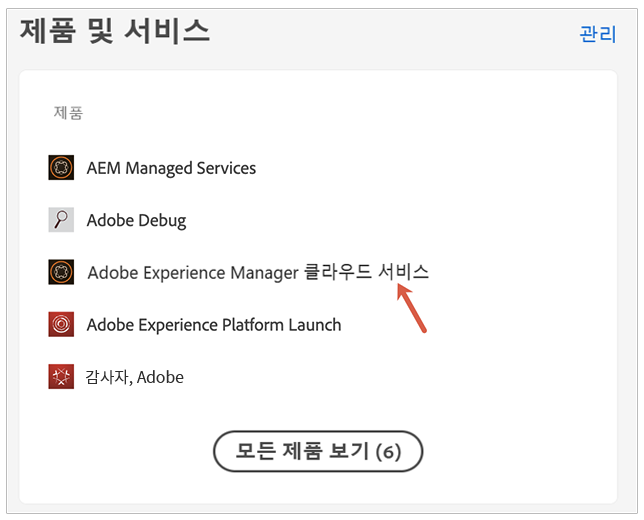 제품 및 서비스
관리
제품
AEM Managed Services
Adobe Debug
Adobe Experience Manager 클라우드 서비스
Adobe Experience Platform Launch
감사자, Adobe
모든 제품 보기 (6)